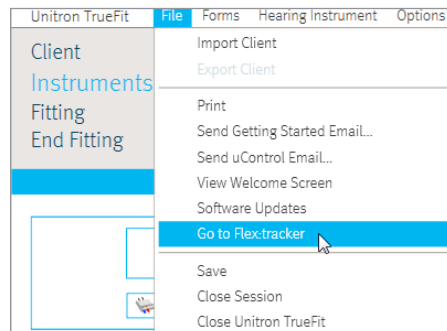 Unitron TrueFit File Forms Hearing Instrument Options
Client
Instruments
Fitting
End Fitting
Import Client
Export Client
Print
Send Getting Started Email...
Send uControl Email...
View Welcome Screen
Software Updates
Go to Flex:tracker
Save
Close Session
Close Unitron TrueFit